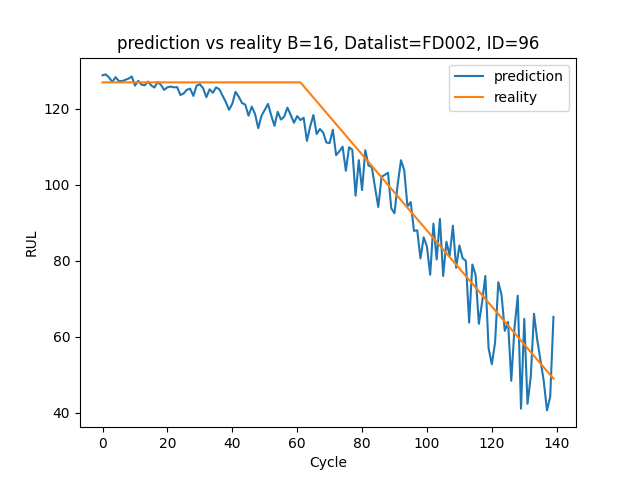 prediction vs reality B=16, Datalist=FD002, ID=96
prediction
reality
RUL
120
100
80
60
40
0 20 40 60 80 100 120 140
Cycle